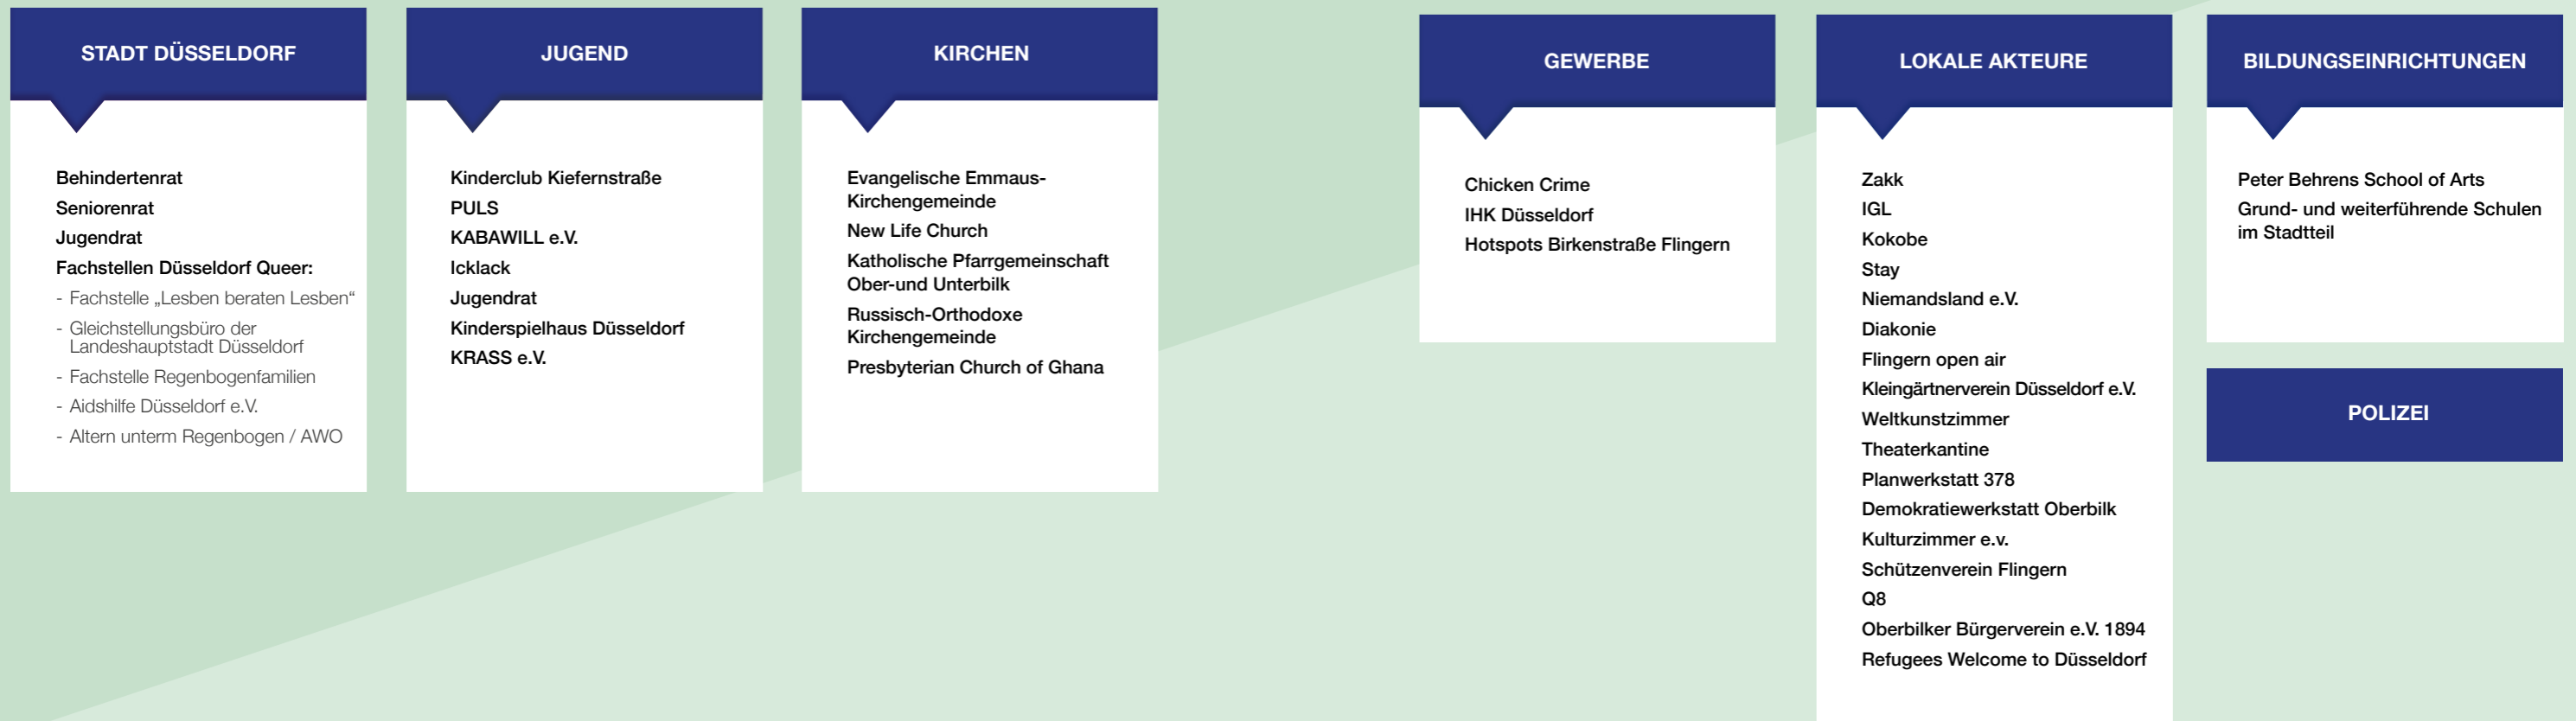 STADT DÜSSELDORF
Behindertenrat
Seniorenrat
Jugendrat
Fachstellen Düsseldorf Queer:
- Fachstelle „Lesben beraten Lesben“
- Gleichstellungsbüro der
Landeshauptstadt Düsseldorf
- Fachstelle Regenbogenfamilien
- Aidshilfe Düsseldorf e.V.
- Altern unterm Regenbogen / AWO
JUGEND
Kinderclub Kiefernstraße
PULS
KABAWILL e.V.
Icklack
Jugendrat
Kinderspielhaus Düsseldorf
KRASS e.V.
KIRCHEN
Evangelische Emmaus-
Kirchengemeinde
New Life Church
Katholische Pfarrgemeinschaft
Ober-und Unterbilk
Russisch-Orthodoxe
Kirchengemeinde
Presbyterian Church of Ghana
GEWERBE
Chicken Crime
IHK Düsseldorf
Hotspots Birkenstraße Flingern
LOKALE AKTEURE
Zakk
IGL
Kokobe
Stay
Niemandsland e.V.
Diakonie
Flingern open air
Kleingärtnerverein Düsseldorf e.V.
Weltkunstzimmer
Theaterkantine
Planwerkstatt 378
Demokratiewerkstatt Oberbilk
Kulturzimmer e.v.
Schützenverein Flingern
Q8
Oberbilker Bürgerverein e.V. 1894
Refugees Welcome to Düsseldorf
BILDUNGSEINRICHTUNGEN
Peter Behrens School of Arts
Grund- und weiterführende Schulen
im Stadtteil
POLIZEI